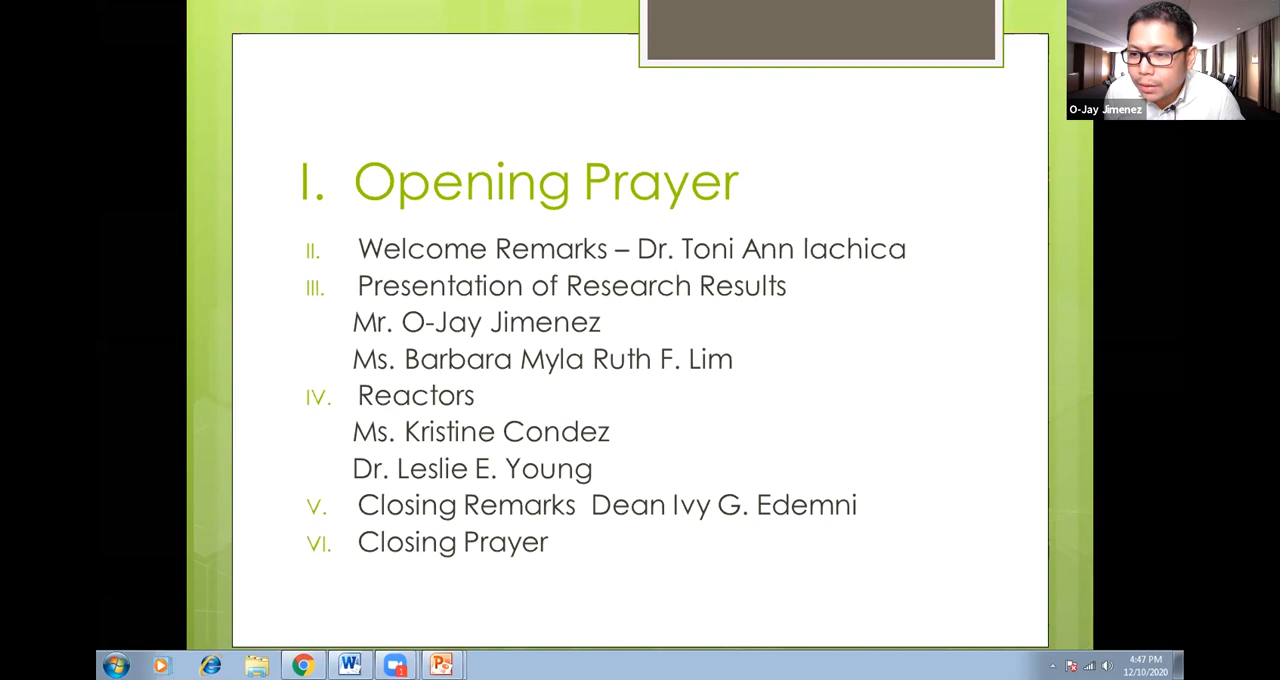 I. Opening Prayer
II. Welcome Remarks – Dr. Toni Ann Iachica
III. Presentation of Research Results
Mr. O-Jay Jimenez
Ms. Barbara Myla Ruth F. Lim
IV. Reactors
Ms. Kristine Condez
Dr. Leslie E. Young
V. Closing Remarks  Dean Ivy G. Edemni
VI. Closing Prayer
O-Jay Jimenez
1
4:47 PM
12/10/2020